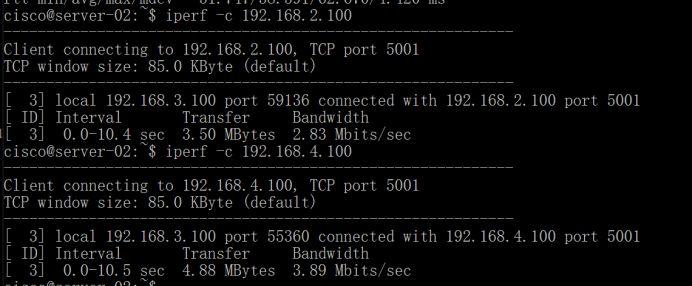 cisco@server-02:~$ iperf -c 192.168.2.100
------------------------------------------------------------
Client connecting to 192.168.2.100, TCP port 5001
TCP window size: 85.0 KByte (default)
------------------------------------------------------------
[  3] local 192.168.3.100 port 59136 connected with 192.168.2.100 port 5001
[ ID] Interval       Transfer     Bandwidth
[  3]  0.0-10.4 sec  3.50 MBytes  2.83 Mbits/sec
cisco@server-02:~$ iperf -c 192.168.4.100
------------------------------------------------------------
Client connecting to 192.168.4.100, TCP port 5001
TCP window size: 85.0 KByte (default)
------------------------------------------------------------
[  3] local 192.168.3.100 port 55360 connected with 192.168.4.100 port 5001
[ ID] Interval       Transfer     Bandwidth
[  3]  0.0-10.5 sec  4.88 MBytes  3.89 Mbits/sec